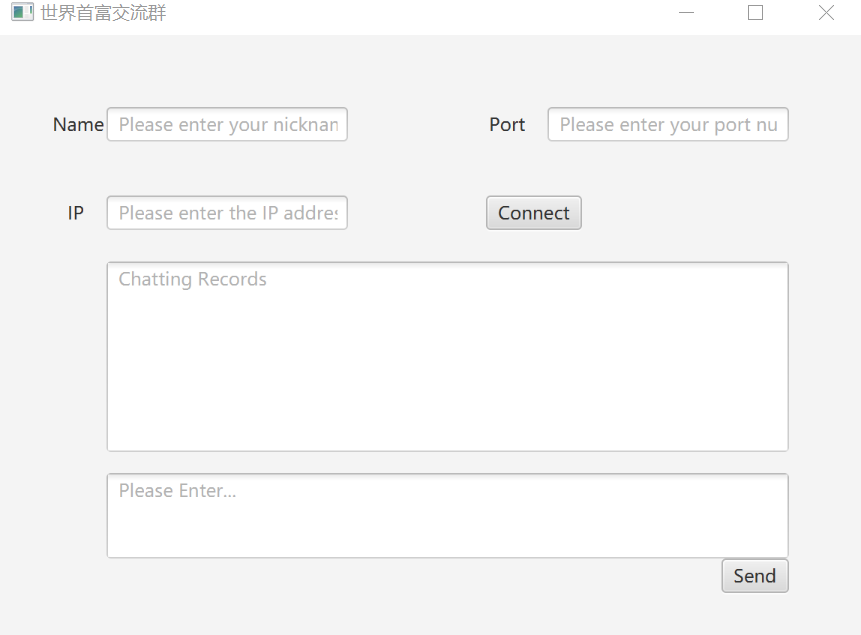 世界首富交流群
Name Please enter your nicknan Port Please enter your port nu
IP Please enter the IP addres Connect
Chatting Records
Please Enter...
Send